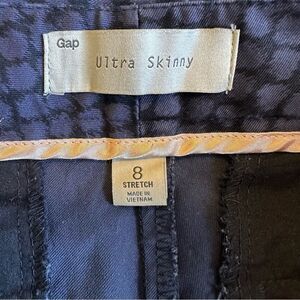 Gap
Ultra Skinny
8
STRETCH
MADE IN
VIETNAM